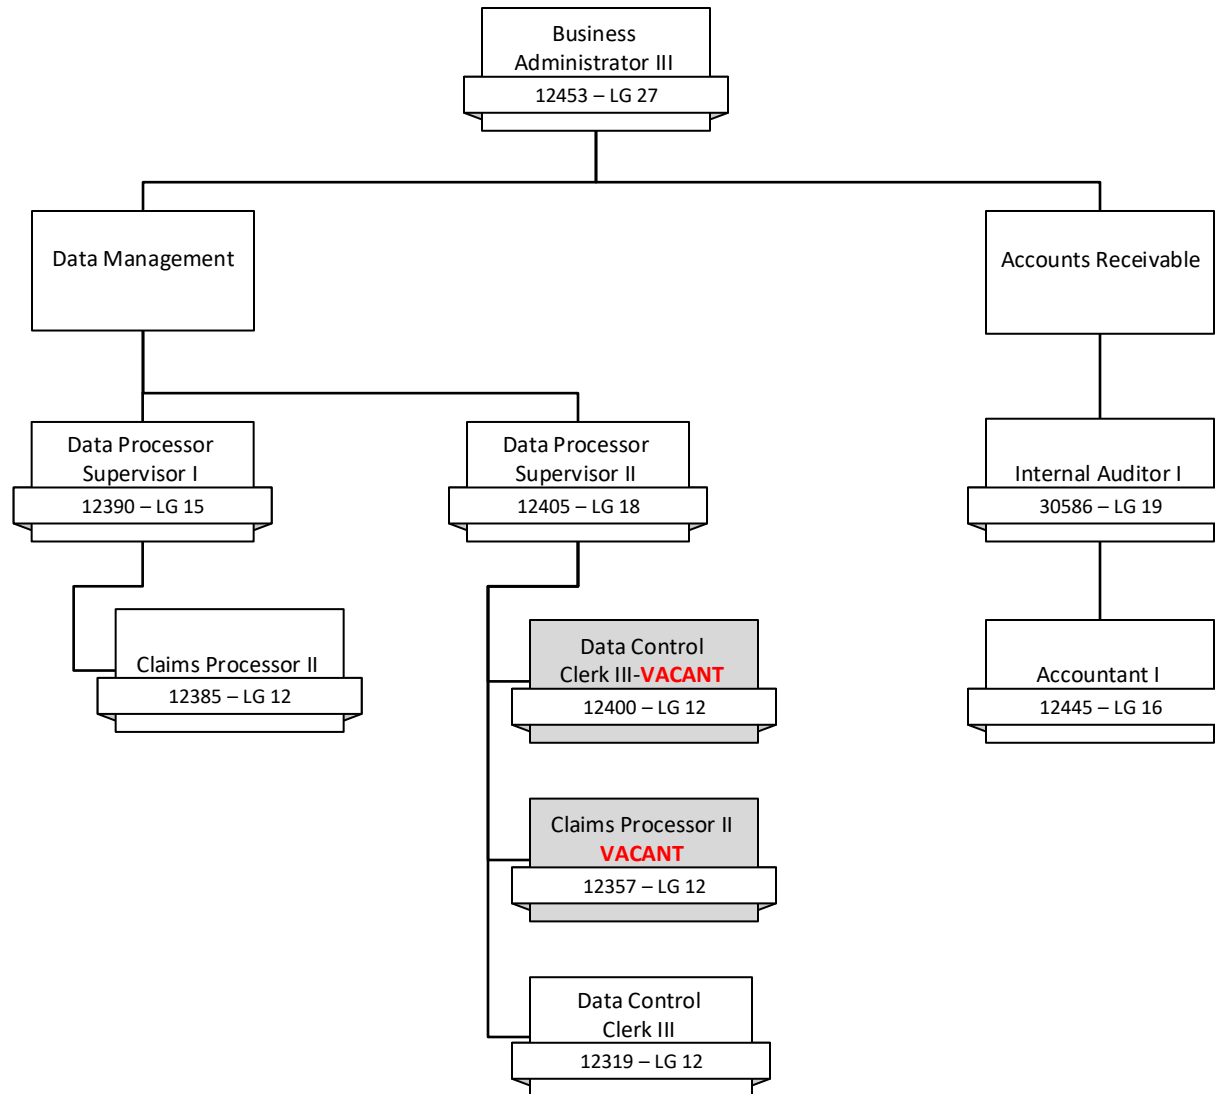 Business
Administrator III
12453 – LG 27
Data Management
Accounts Receivable
Data Processor
Supervisor I
12390 – LG 15
Data Processor
Supervisor II
12405 – LG 18
Internal Auditor I
30586 – LG 19
Claims Processor II
12385 – LG 12
Data Control
Clerk III-VACANT
12400 – LG 12
Accountant I
12445 – LG 16
Claims Processor II
VACANT
12357 – LG 12
Data Control
Clerk III
12319 – LG 12